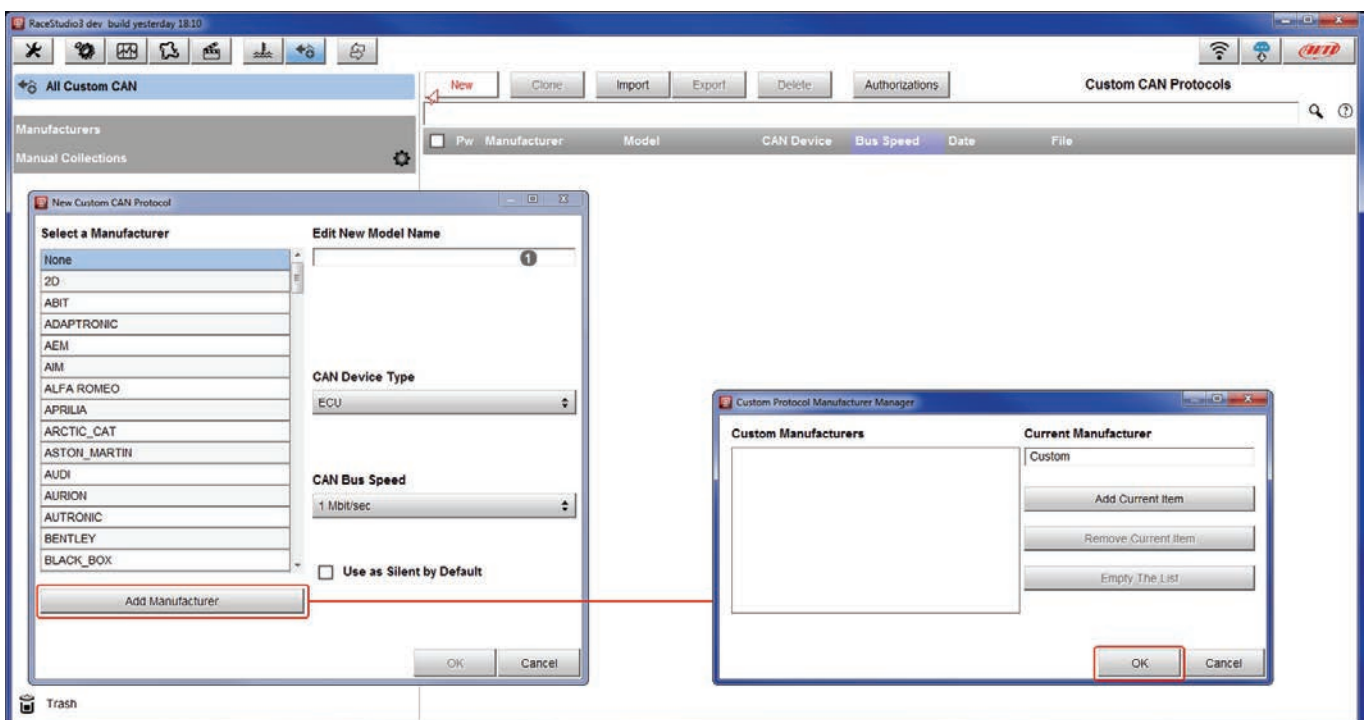 RaceStudio3 dev build yesterday 18:10
AiM
All Custom CAN
New Clone Import Export Delete Authorizations Custom CAN Protocols
Manufacturers
Manual Collections
Pw Manufacturer Model CAN Device Bus Speed Date File
New Custom CAN Protocol
Select a Manufacturer
None
2D
ABIT
ADAPTRONIC
AEM
AIM
ALFA ROMEO
APRILIA
ARCTIC_CAT
ASTON_MARTIN
AUDI
AURION
AUTRONIC
BENTLEY
BLACK_BOX
Add Manufacturer
Edit New Model Name
1
CAN Device Type
ECU
CAN Bus Speed
1 Mbit/sec
Use as Silent by Default
OK Cancel
Custom Protocol Manufacturer Manager
Custom Manufacturers
Current Manufacturer
Custom
Add Current Item
Remove Current Item
Empty The List
OK Cancel
Trash